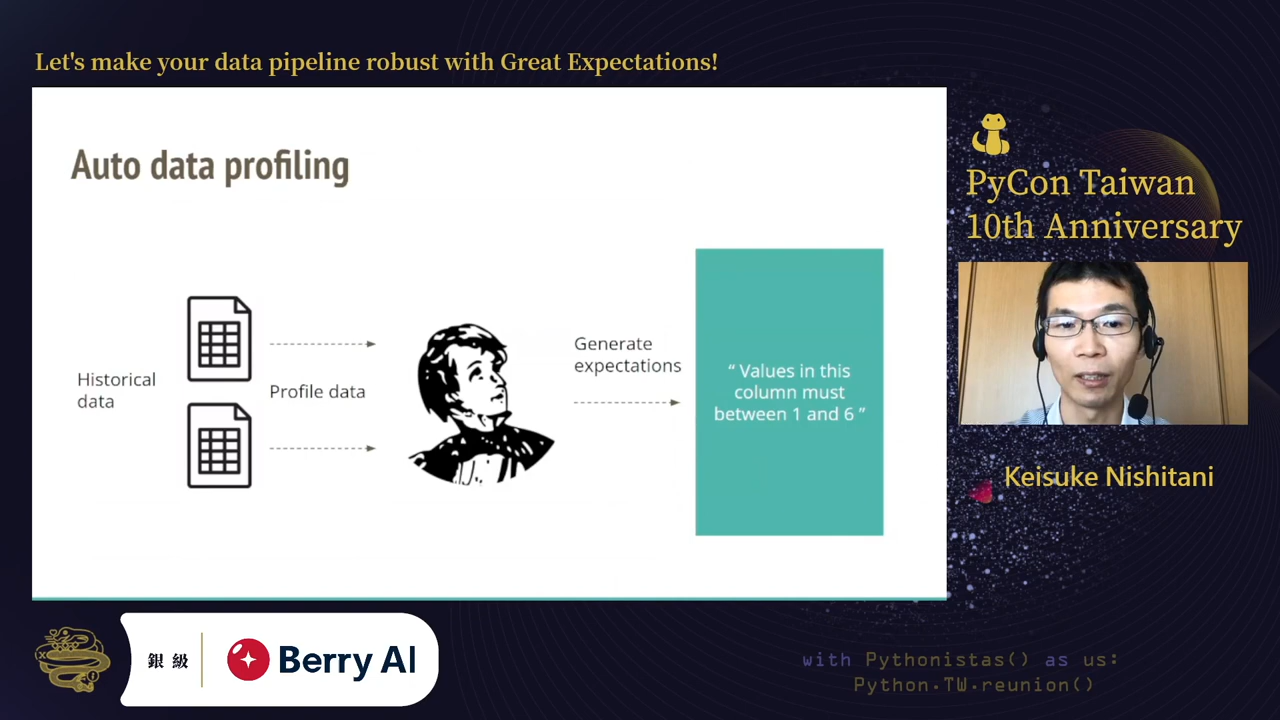 Let's make your data pipeline robust with Great Expectations!
Auto data profiling
Historical
data
Profile data
Generate
expectations
“ Values in this
column must
between 1 and 6 ”
PyCon Taiwan
10th Anniversary
Keisuke Nishitani
銀級
Berry AI
with Pythonistas() as us:
Python.TW.reunion()